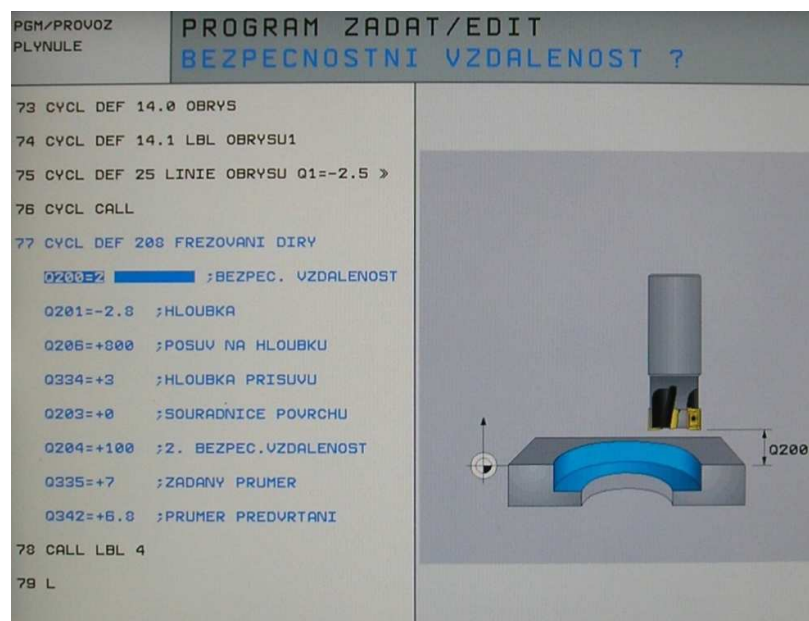 PGM/PROVOZ
PLYNULE
PROGRAM ZADAT/EDIT
BEZPECNOSTNI VZDALENOST ?
73 CYCL DEF 14.0 OBRYS
74 CYCL DEF 14.1 LBL OBRYSU1
75 CYCL DEF 25 LINIE OBRYSU Q1=-2.5 »
76 CYCL CALL
77 CYCL DEF 208 FREZOVANI DIRY
Q200=2 ;BEZPEC. VZDALENOST
Q201=-2.8 ;HLOUBKA
Q206=+800 ;POSUV NA HLOUBKU
Q334=+3 ;HLOUBKA PRISUVU
Q203=+0 ;SOURADNICE POVRCHU
Q204=+100 ;2. BEZPEC.VZDALENOST
Q335=+7 ;ZADANY PRUMER
Q342=+6.8 ;PRUMER PREDVRTANI
78 CALL LBL 4
79 L
Q200